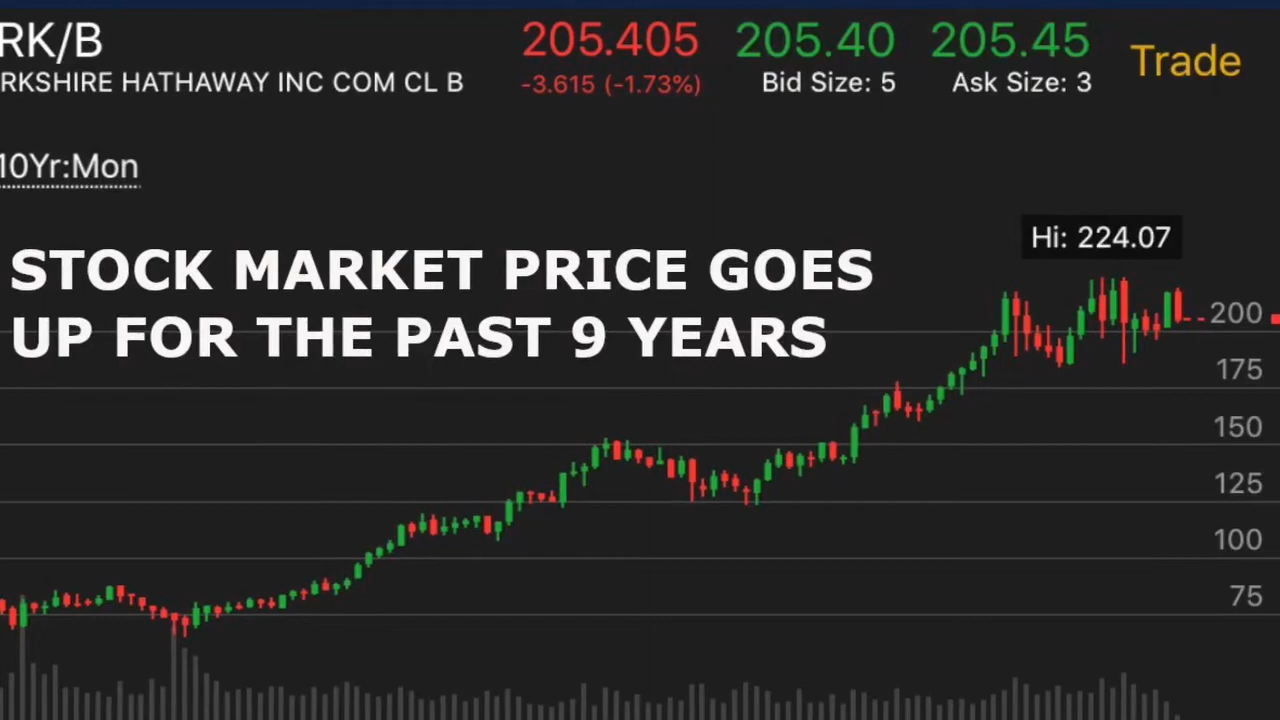 RK/B
205.405
205.40
205.45
Trade
RKSHIRE HATHAWAY INC COM CL B
-3.615 (-1.73%)
Bid Size: 5
Ask Size: 3
10Yr:Mon
Hi: 224.07
STOCK MARKET PRICE GOES
UP FOR THE PAST 9 YEARS
200
175
150
125
100
75